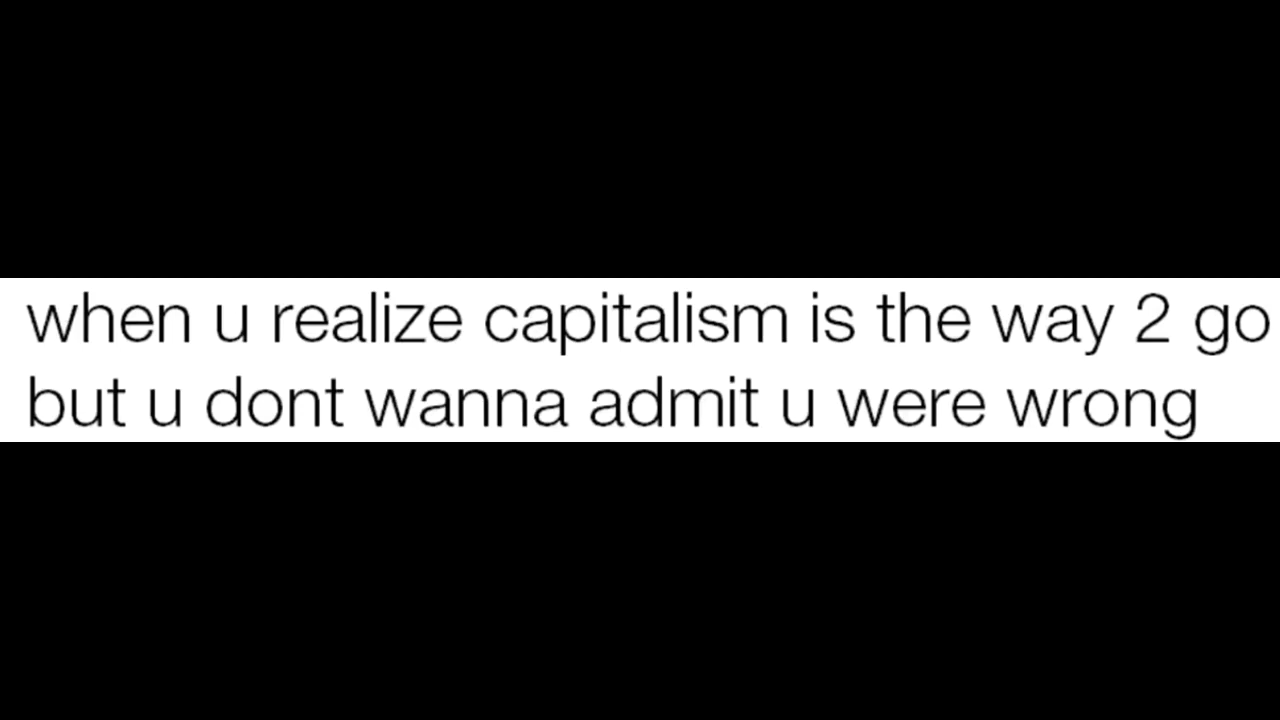 when u realize capitalism is the way 2 go
but u dont wanna admit u were wrong